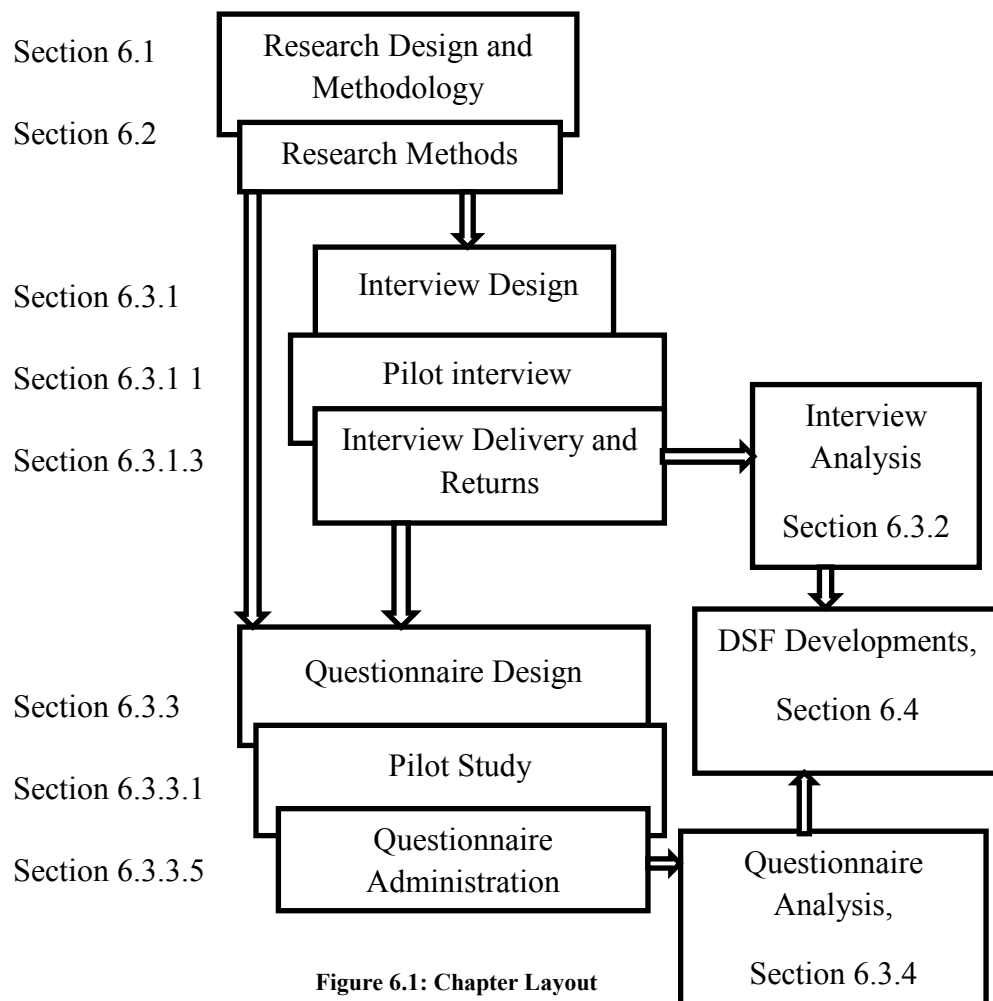 Section 6.1
Research Design and
Methodology
Section 6.2
Research Methods
Section 6.3.1
Interview Design
Section 6.3.1 1
Pilot interview
Section 6.3.1.3
Interview Delivery and
Returns
Interview
Analysis
Section 6.3.2
DSF Developments,
Section 6.4
Section 6.3.3
Questionnaire Design
Section 6.3.3.1
Pilot Study
Section 6.3.3.5
Questionnaire
Administration
Questionnaire
Analysis,
Section 6.3.4
Figure 6.1: Chapter Layout